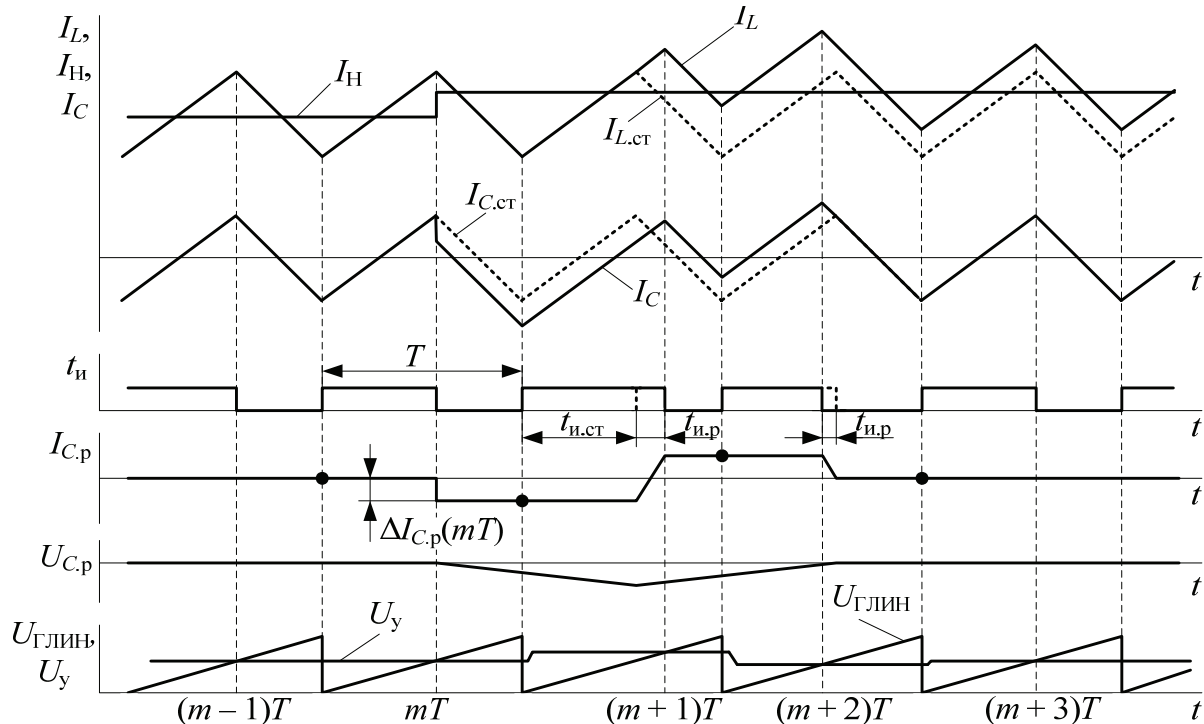 I_L,
I_Н,
I_C
I_Н
I_L
I_L.ст
I_C.ст
I_C
t
t_и
T
t
t_и.ст
t_и.р
t_и.р
I_C.р
t
ΔI_C.р(mT)
U_C.р
t
U_ГЛИН,
U_у
U_у
U_ГЛИН
(m – 1)T
mT
(m + 1)T
(m + 2)T
(m + 3)T
t